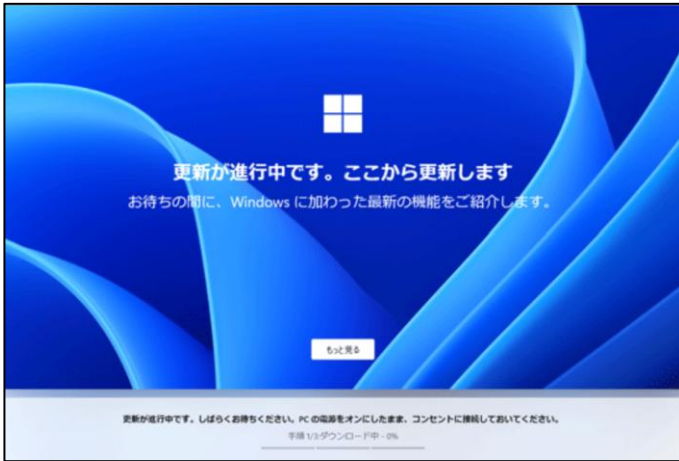 更新が進行中です。ここから更新します
お待ちの間に、Windows に加わった最新の機能をご紹介します。
もっと見る
更新が進行中です。しばらくお待ちください。PC の電源をオンにしたまま、コンセントに接続しておいてください。
手順 1/3:ダウンロード中 - 0%